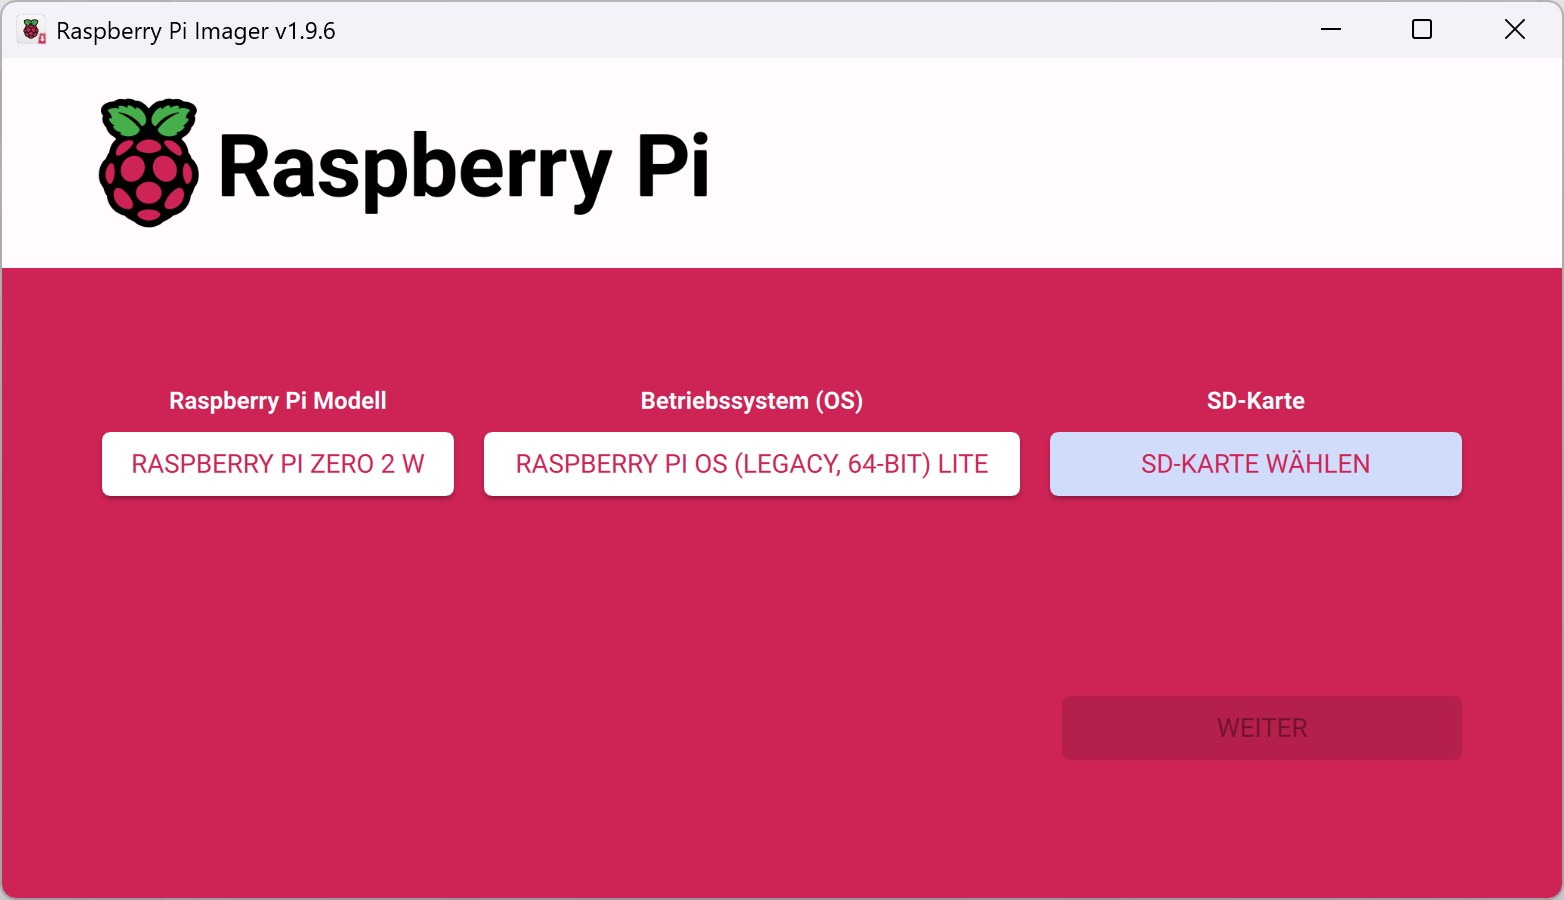 Raspberry Pi Imager v1.9.6
Raspberry Pi
Raspberry Pi Modell
Betriebssystem (OS)
SD-Karte
RASPBERRY PI ZERO 2 W
RASPBERRY PI OS (LEGACY, 64-BIT) LITE
SD-KARTE WÄHLEN
WEITER